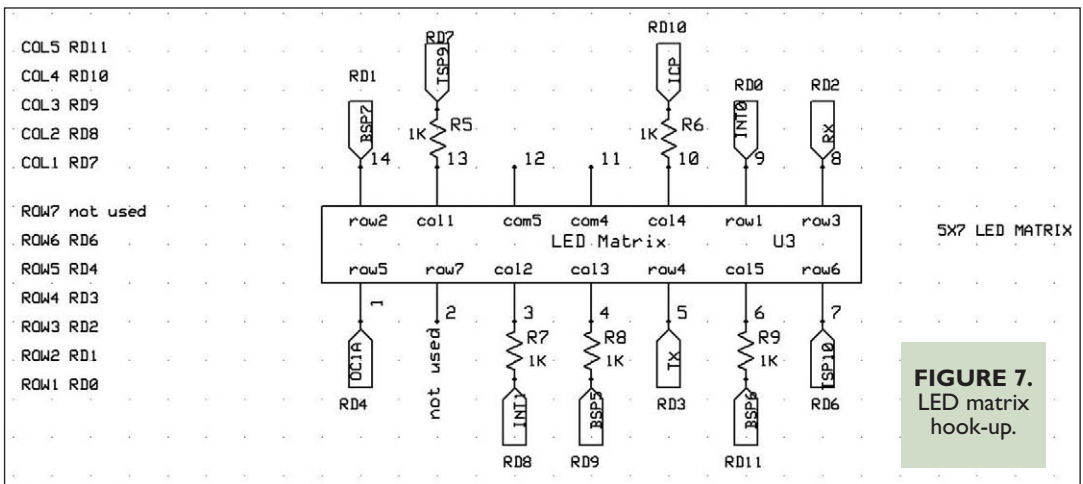 COL5 RD11
COL4 RD10
COL3 RD9
COL2 RD8
COL1 RD7
ROW7 not used
ROW6 RD6
ROW5 RD4
ROW4 RD3
ROW3 RD2
ROW2 RD1
ROW1 RD0
RD1
BSP7
14
RD7
TSP9
1K R5
13
12
11
RD10
ICP
1K R6
10
RD0
INT0
9
RD2
RX
8
row2 col1 com5 com4 col4 row1 row3
LED Matrix U3
row5 row7 col2 col3 row4 col5 row6
5X7 LED MATRIX
1
OC1A
RD4
2
not used
3
R7
1K
INT1
RD8
4
R8
1K
BSP5
RD9
5
TX
RD3
6
R9
1K
BSP6
RD11
7
TSP10
RD6
FIGURE 7.
LED matrix
hook-up.